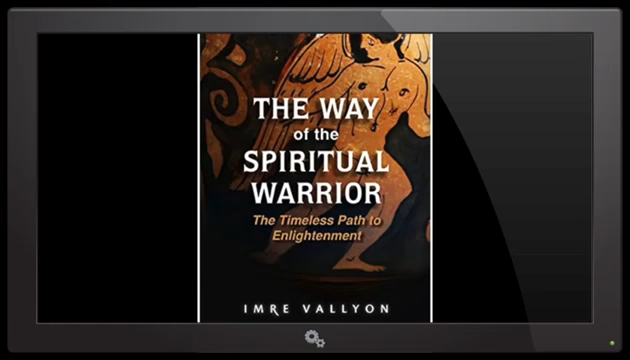 THE WAY
of the
SPIRITUAL
WARRIOR
The Timeless Path to
Enlightenment
IMRE VALLYON